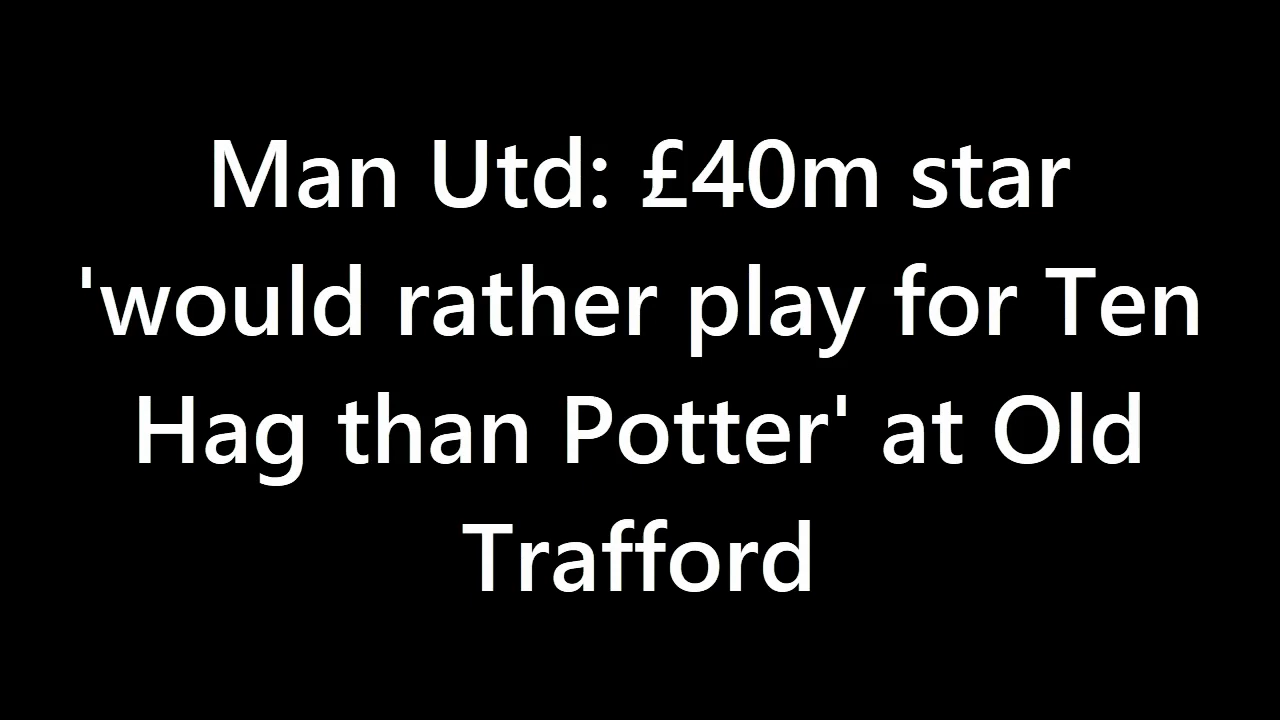 Man Utd: £40m star
'would rather play for Ten
Hag than Potter' at Old
Trafford